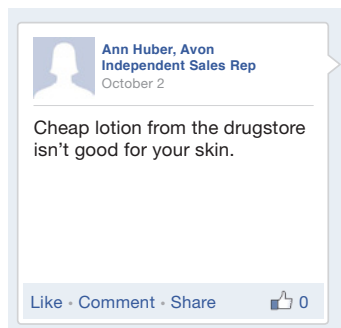 Ann Huber, Avon
Independent Sales Rep
October 2
Cheap lotion from the drugstore
isn't good for your skin.
Like • Comment • Share 0